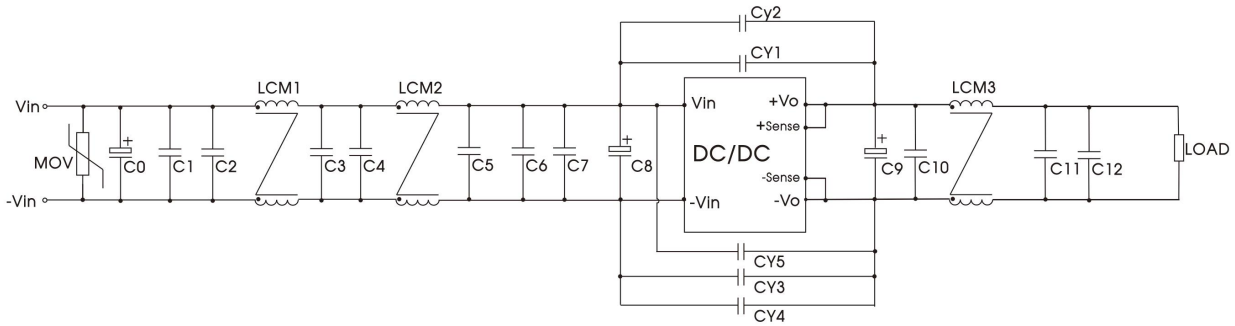 Cy2
CY1
LCM1
LCM2
LCM3
Vin
Vin
+Vo
+Sense
MOV
+
C0
C1
C2
C3
C4
C5
C6
C7
+
C8
DC/DC
+
C9
C10
C11
C12
LOAD
-Sense
-Vin
-Vin
-Vo
CY5
CY3
CY4